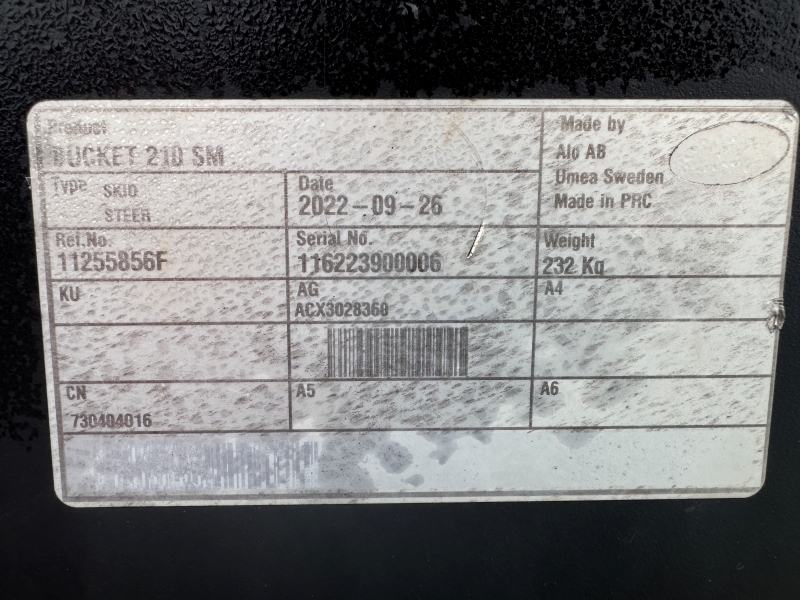 Product
BUCKET 210 SM
Made by
Alo AB
Umea Sweden
Made in PRC
Type SKID
STEER
Date
2022-09-26
Ref.No.
11255856F
Serial No.
116223900006
Weight
232 Kg
KU
AG
ACX3028360
A4
CN
730404016
A5
A6